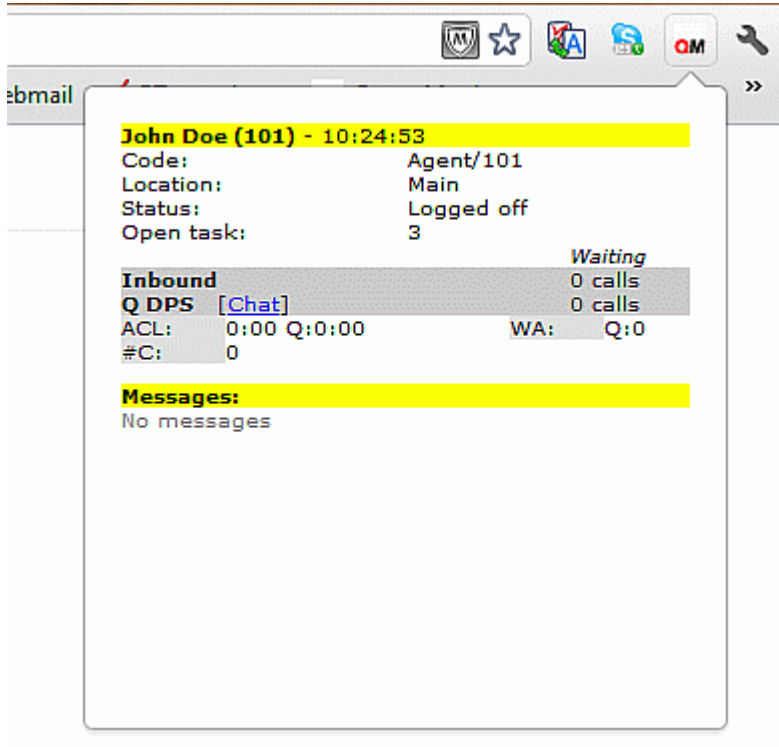 QM
ebmail
»
John Doe (101) - 10:24:53
Code: Agent/101
Location: Main
Status: Logged off
Open task: 3
Waiting
Inbound 0 calls
Q DPS [Chat] 0 calls
ACL: 0:00 Q:0:00 WA: Q:0
#C: 0
Messages:
No messages